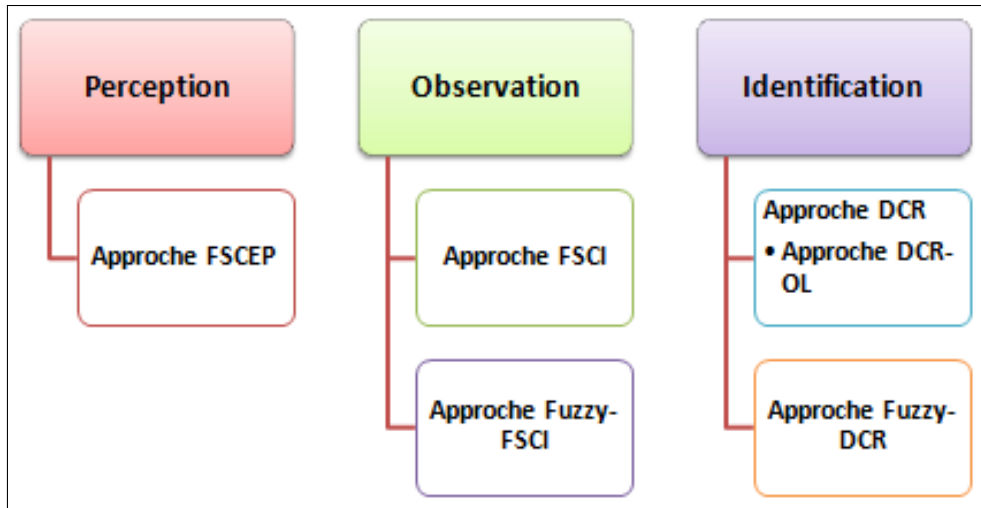 Perception
Approche FSCEP
Observation
Approche FSCI
Approche Fuzzy-
FSCI
Identification
Approche DCR
• Approche DCR-
OL
Approche Fuzzy-
DCR